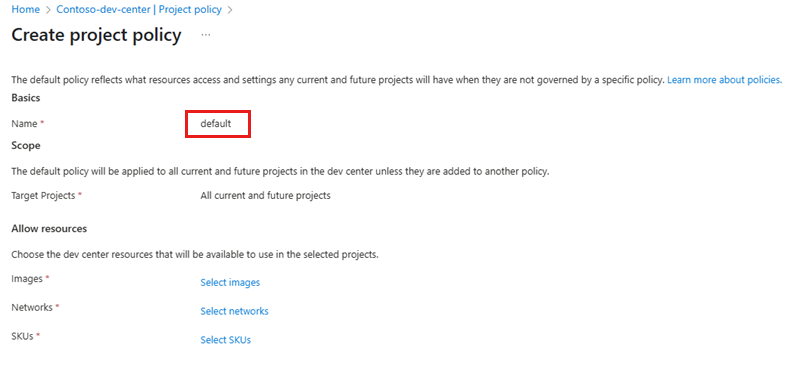 Home > Contoso-dev-center | Project policy >
Create project policy ...
The default policy reflects what resources access and settings any current and future projects will have when they are not governed by a specific policy. Learn more about policies.
Basics
Name * default
Scope
The default policy will be applied to all current and future projects in the dev center unless they are added to another policy.
Target Projects * All current and future projects
Allow resources
Choose the dev center resources that will be available to use in the selected projects.
Images * Select images
Networks * Select networks
SKUs * Select SKUs